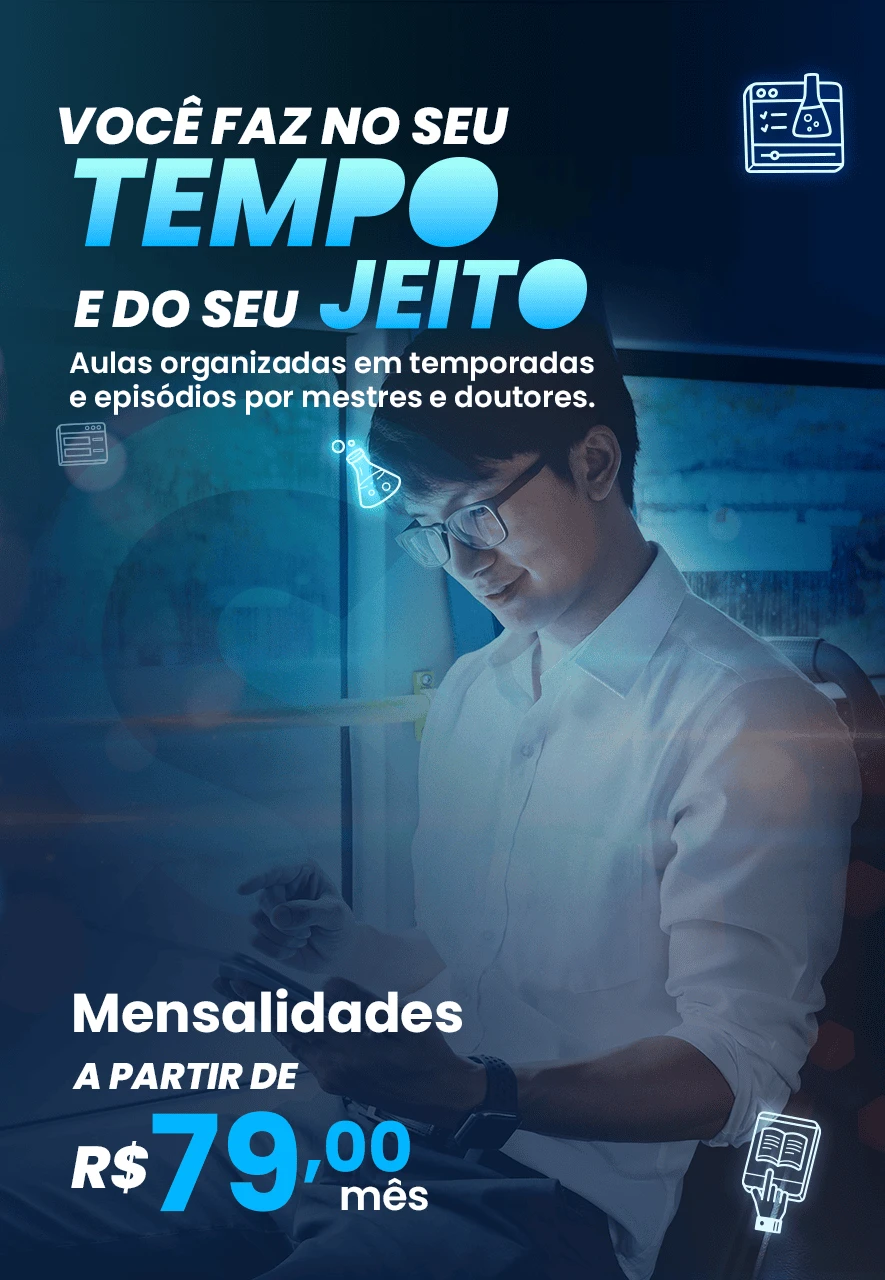 VOCÊ FAZ NO SEU
TEMPO
E DO SEU JEITO
Aulas organizadas em temporadas
e episódios por mestres e doutores.
Mensalidades
A PARTIR DE
R$79,00
mês